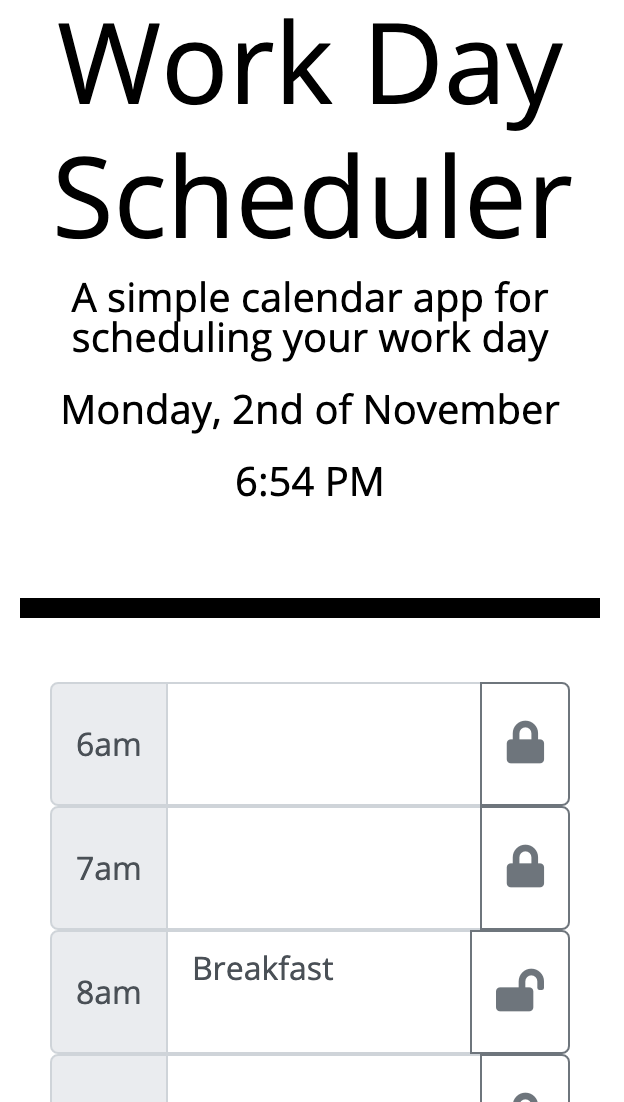 Work Day
Scheduler
A simple calendar app for
scheduling your work day
Monday, 2nd of November
6:54 PM
6am
7am
8am
Breakfast